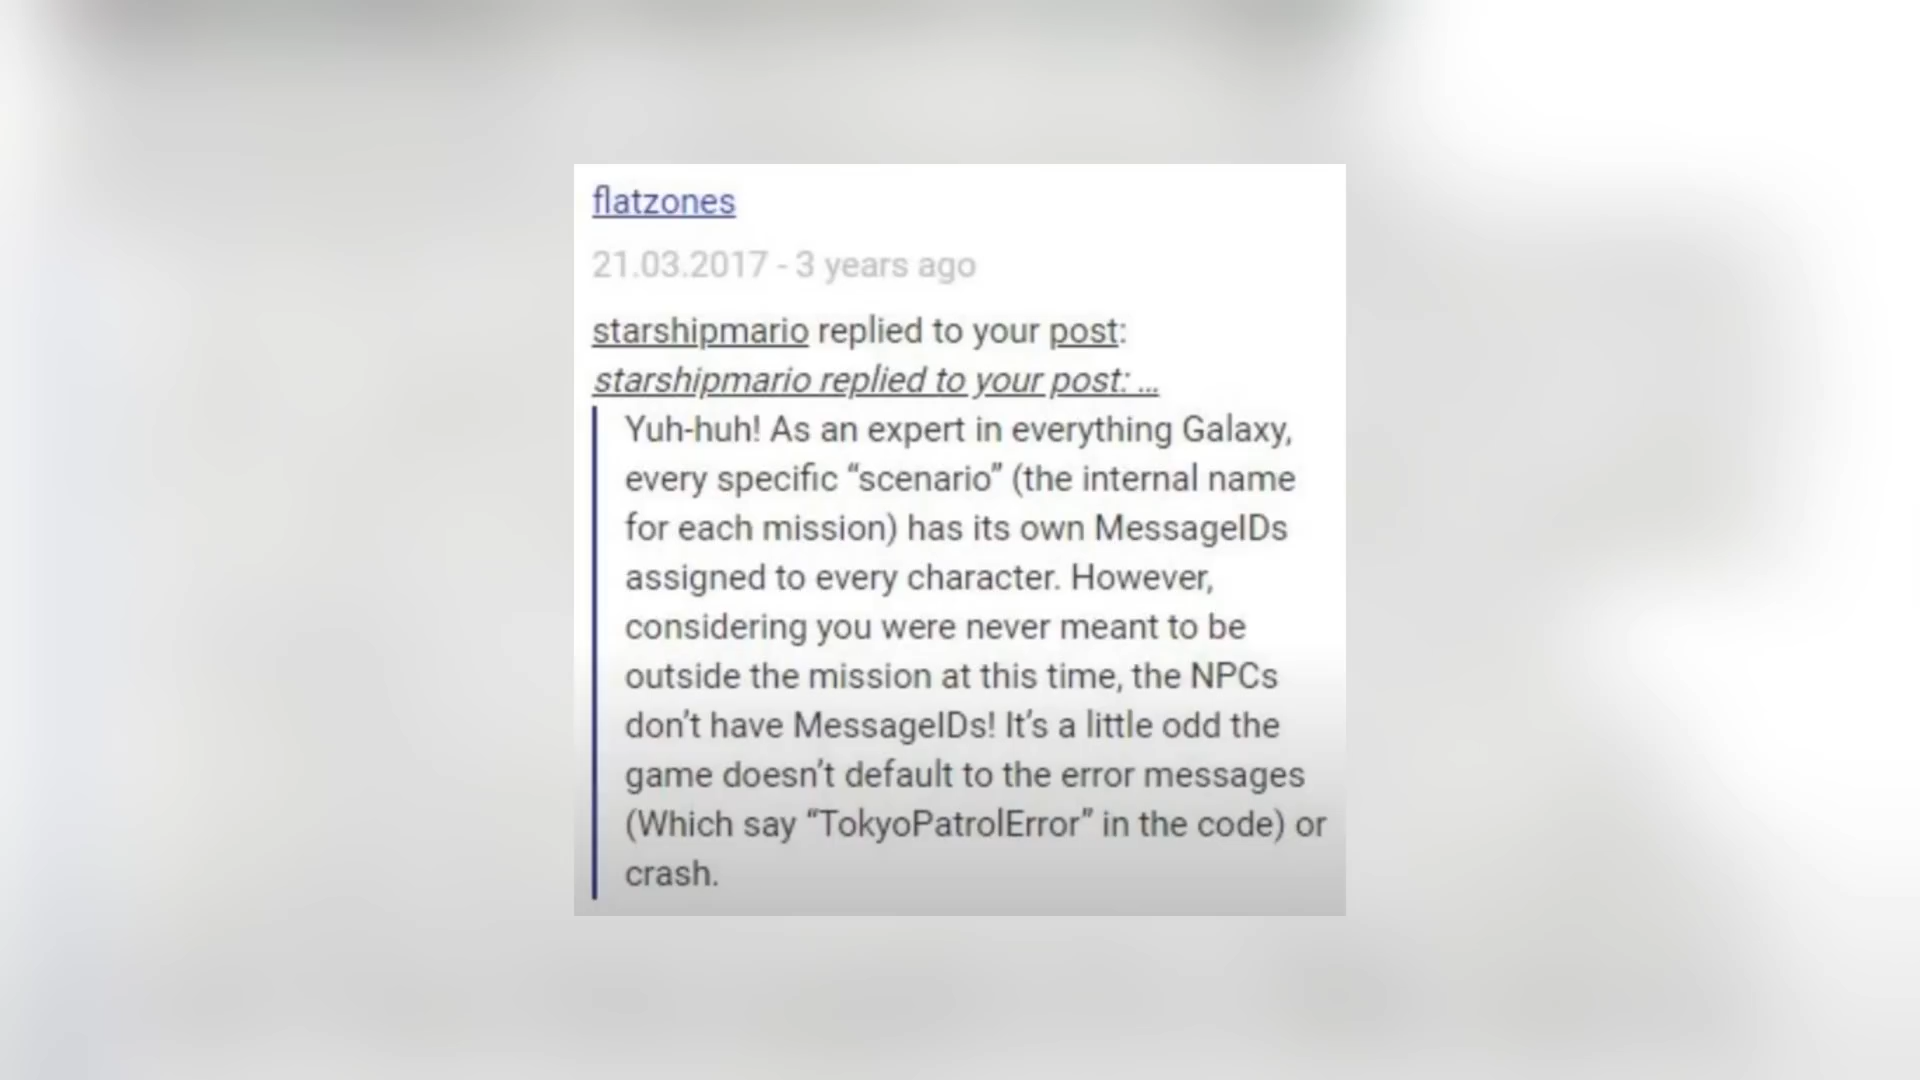 flatzones
21.03.2017 - 3 years ago
starshipmario replied to your post:
starshipmario replied to your post: ...
Yuh-huh! As an expert in everything Galaxy,
every specific “scenario” (the internal name
for each mission) has its own MessageIDs
assigned to every character. However,
considering you were never meant to be
outside the mission at this time, the NPCs
don’t have MessageIDs! It’s a little odd the
game doesn’t default to the error messages
(Which say “TokyoPatrolError” in the code) or
crash.